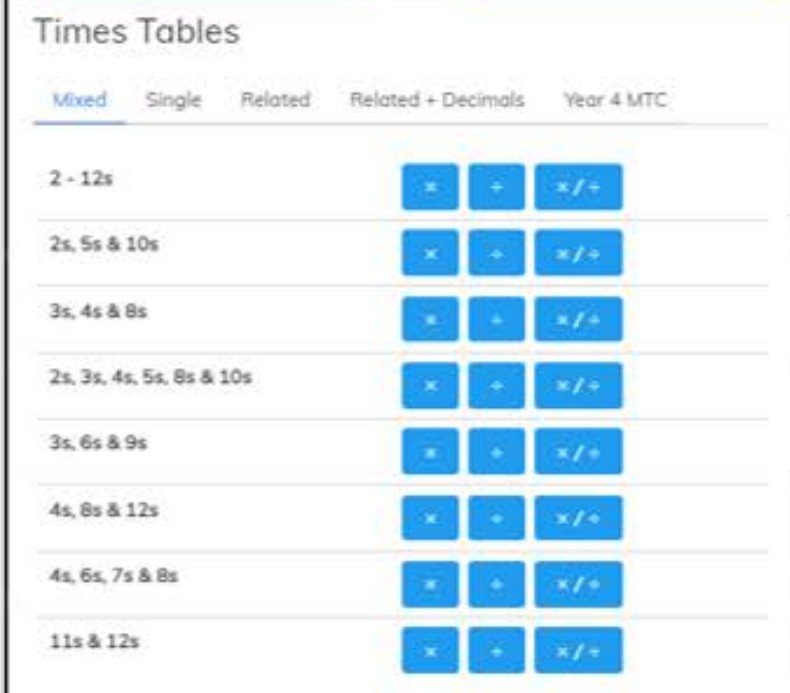 Times Tables
Mixed Single Related Related + Decimals Year 4 MTC
2 - 12s × ÷ ×/÷
2s, 5s & 10s × ÷ ×/÷
3s, 4s & 8s × ÷ ×/÷
2s, 3s, 4s, 5s, 8s & 10s × ÷ ×/÷
3s, 6s & 9s × ÷ ×/÷
4s, 8s & 12s × ÷ ×/÷
4s, 6s, 7s & 8s × ÷ ×/÷
11s & 12s × ÷ ×/÷